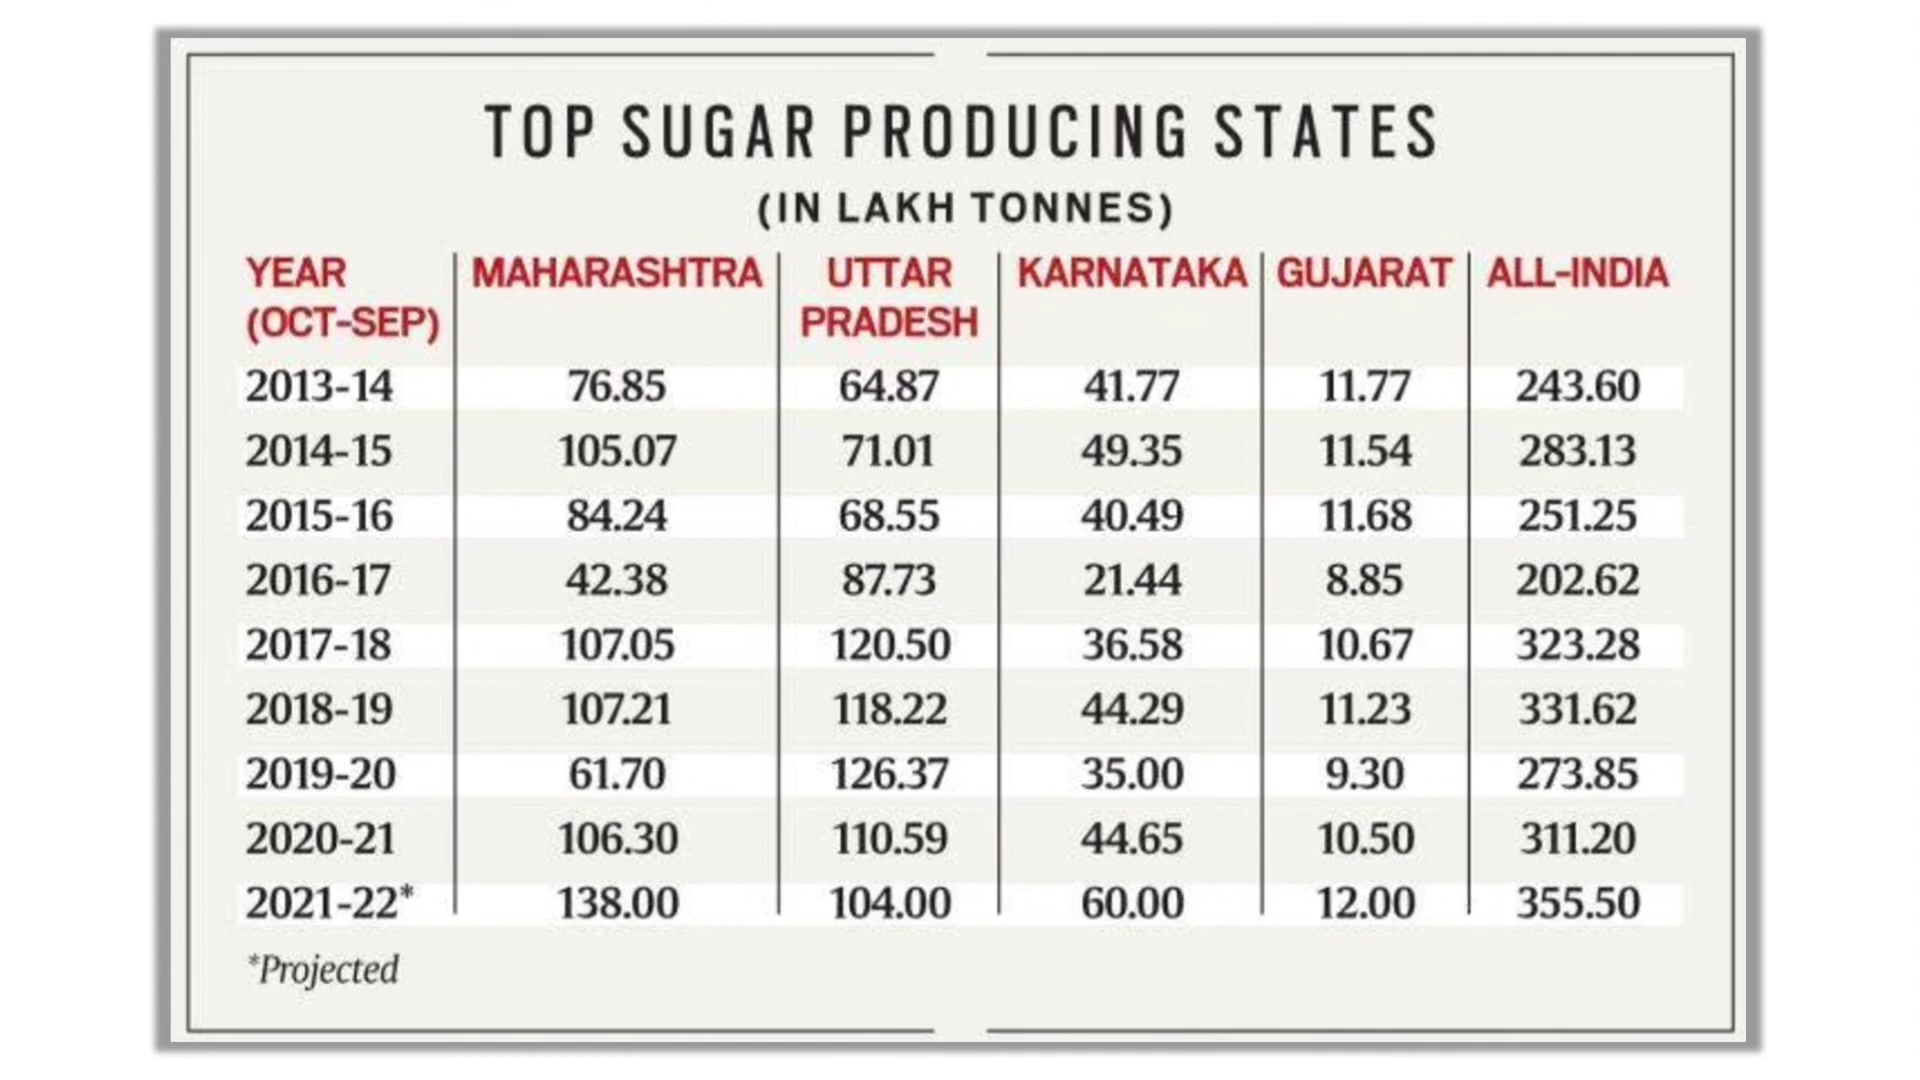 TOP SUGAR PRODUCING STATES
(IN LAKH TONNES)
YEAR MAHARASHTRA UTTAR KARNATAKA GUJARAT ALL-INDIA
(OCT-SEP) PRADESH
2013-14 76.85 64.87 41.77 11.77 243.60
2014-15 105.07 71.01 49.35 11.54 283.13
2015-16 84.24 68.55 40.49 11.68 251.25
2016-17 42.38 87.73 21.44 8.85 202.62
2017-18 107.05 120.50 36.58 10.67 323.28
2018-19 107.21 118.22 44.29 11.23 331.62
2019-20 61.70 126.37 35.00 9.30 273.85
2020-21 106.30 110.59 44.65 10.50 311.20
2021-22* 138.00 104.00 60.00 12.00 355.50
*Projected